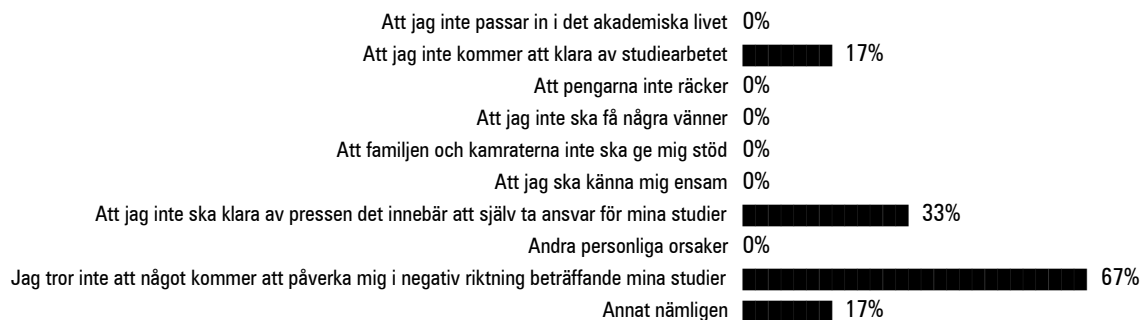 Att jag inte passar in i det akademiska livet 0%
Att jag inte kommer att klara av studiearbetet 17%
Att pengarna inte räcker 0%
Att jag inte ska få några vänner 0%
Att familjen och kamraterna inte ska ge mig stöd 0%
Att jag ska känna mig ensam 0%
Att jag inte ska klara av pressen det innebär att själv ta ansvar för mina studier 33%
Andra personliga orsaker 0%
Jag tror inte att något kommer att påverka mig i negativ riktning beträffande mina studier 67%
Annat nämligen 17%